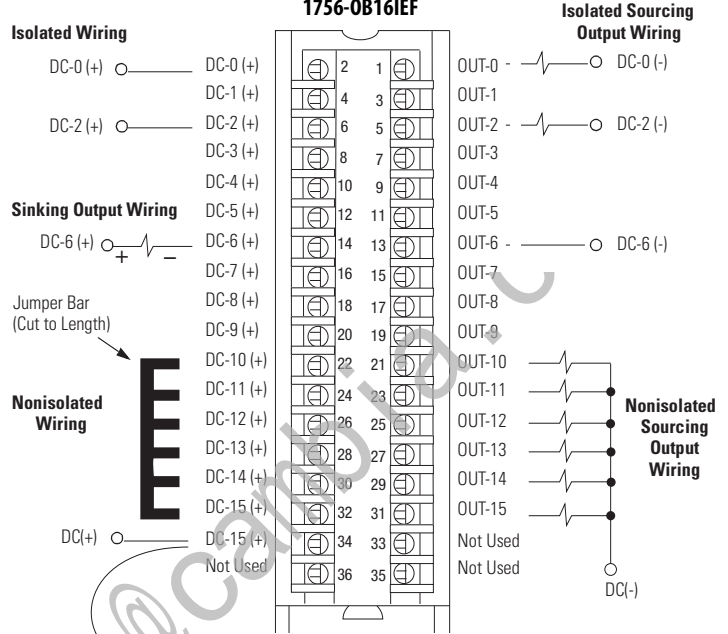 1756-OB16IEF
Isolated Wiring
Isolated Sourcing
Output Wiring
DC-0 (+) DC-0 (+) 2 1 OUT-0 DC-0 (-)
DC-1 (+) 4 3 OUT-1
DC-2 (+) DC-2 (+) 6 5 OUT-2 DC-2 (-)
DC-3 (+) 8 7 OUT-3
DC-4 (+) 10 9 OUT-4
Sinking Output Wiring
DC-5 (+) 12 11 OUT-5
DC-6 (+) + – DC-6 (+) 14 13 OUT-6 DC-6 (-)
DC-7 (+) 16 15 OUT-7
Jumper Bar
(Cut to Length)
DC-8 (+) 18 17 OUT-8
DC-9 (+) 20 19 OUT-9
DC-10 (+) 22 21 OUT-10
DC-11 (+) 24 23 OUT-11
Nonisolated
Wiring
DC-12 (+) 26 25 OUT-12
Nonisolated
Sourcing
Output
Wiring
DC-13 (+) 28 27 OUT-13
DC-14 (+) 30 29 OUT-14
DC-15 (+) 32 31 OUT-15
DC(+) DC-15 (+) 34 33 Not Used
Not Used 36 35 Not Used
DC(-)
@cambia.c